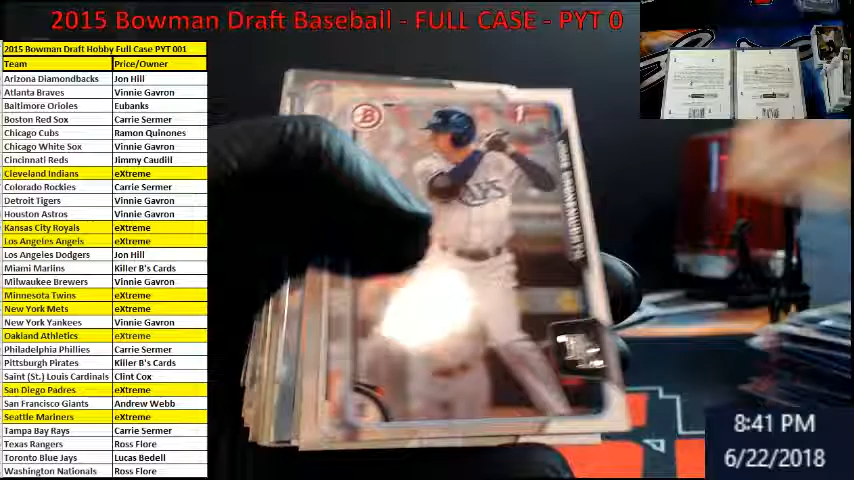 2015 Bowman Draft Baseball - FULL CASE - PYT 0
2015 Bowman Draft Hobby Full Case PYT 001
Team Price/Owner
Arizona Diamondbacks Jon Hill
Atlanta Braves Vinnie Gavron
Baltimore Orioles Eubanks
Boston Red Sox Carrie Sermer
Chicago Cubs Ramon Quinones
Chicago White Sox Vinnie Gavron
Cincinnati Reds Jimmy Caudill
Cleveland Indians eXtreme
Colorado Rockies Carrie Sermer
Detroit Tigers Vinnie Gavron
Houston Astros Vinnie Gavron
Kansas City Royals eXtreme
Los Angeles Angels eXtreme
Los Angeles Dodgers Jon Hill
Miami Marlins Killer B's Cards
Milwaukee Brewers Vinnie Gavron
Minnesota Twins eXtreme
New York Mets eXtreme
New York Yankees Vinnie Gavron
Oakland Athletics eXtreme
Philadelphia Phillies Carrie Sermer
Pittsburgh Pirates Killer B's Cards
Saint (St.) Louis Cardinals Clint Cox
San Diego Padres eXtreme
San Francisco Giants Andrew Webb
Seattle Mariners eXtreme
Tampa Bay Rays Carrie Sermer
Texas Rangers Ross Flore
Toronto Blue Jays Lucas Bedell
Washington Nationals Ross Flore
B
1
8:41 PM
6/22/2018